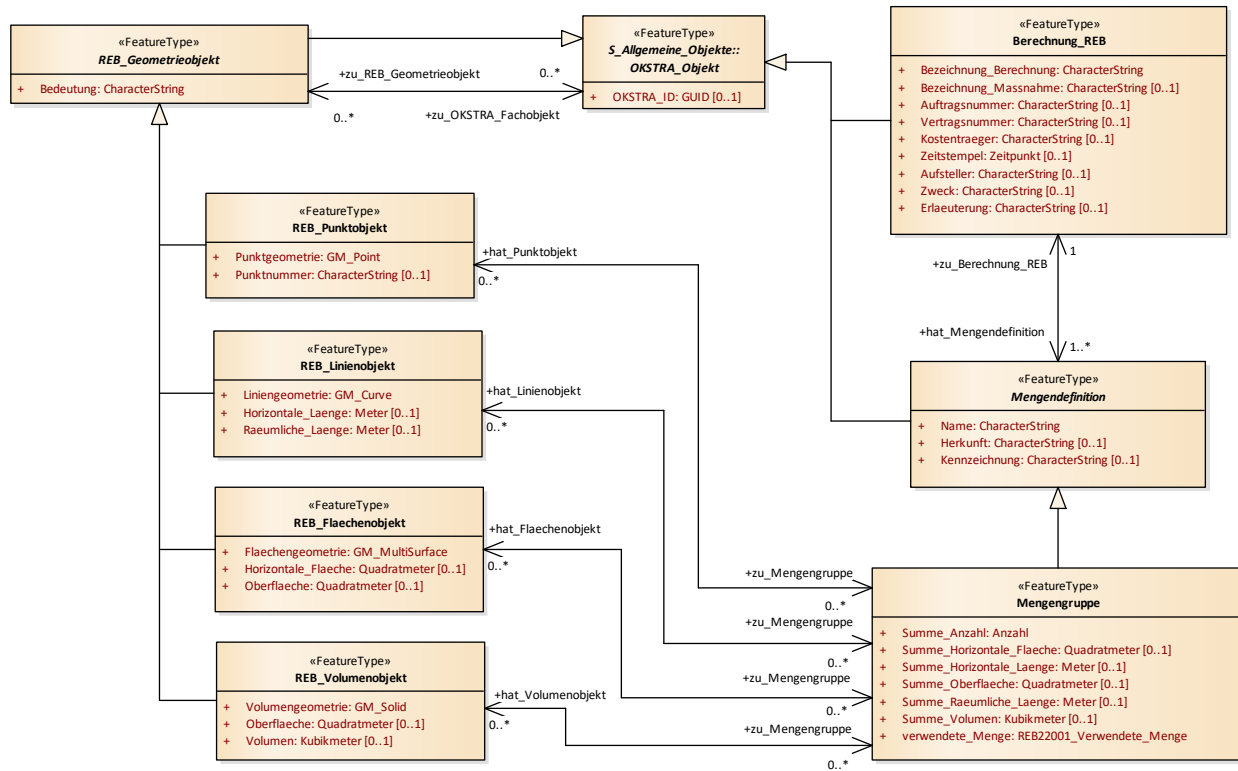 «FeatureType»
REB_Geometrieobjekt
+ Bedeutung: CharacterString
«FeatureType»
S_Allgemeine_Objekte::
OKSTRA_Objekt
+ OKSTRA_ID: GUID [0..1]
+zu_REB_Geometrieobjekt
0..*
0..*
+zu_OKSTRA_Fachobjekt
«FeatureType»
Berechnung_REB
+ Bezeichnung_Berechnung: CharacterString
+ Bezeichnung_Massnahme: CharacterString [0..1]
+ Auftragsnummer: CharacterString [0..1]
+ Vertragsnummer: CharacterString [0..1]
+ Kostentraeger: CharacterString [0..1]
+ Zeitstempel: Zeitpunkt [0..1]
+ Aufsteller: CharacterString [0..1]
+ Zweck: CharacterString [0..1]
+ Erlaeuterung: CharacterString [0..1]
«FeatureType»
REB_Punktobjekt
+ Punktgeometrie: GM_Point
+ Punktnummer: CharacterString [0..1]
+hat_Punktobjekt
0..*
1
+zu_Berechnung_REB
+hat_Mengendefinition
1..*
«FeatureType»
REB_Linienobjekt
+ Liniengeometrie: GM_Curve
+ Horizontale_Laenge: Meter [0..1]
+ Raeumliche_Laenge: Meter [0..1]
+hat_Linienobjekt
0..*
«FeatureType»
Mengendefinition
+ Name: CharacterString
+ Herkunft: CharacterString [0..1]
+ Kennzeichnung: CharacterString [0..1]
«FeatureType»
REB_Flaechenobjekt
+ Flaechengeometrie: GM_MultiSurface
+ Horizontale_Flaeche: Quadratmeter [0..1]
+ Oberflaeche: Quadratmeter [0..1]
+hat_Flaechenobjekt
0..*
«FeatureType»
REB_Volumenobjekt
+ Volumengeometrie: GM_Solid
+ Oberflaeche: Quadratmeter [0..1]
+ Volumen: Kubikmeter [0..1]
+hat_Volumenobjekt
0..*
+zu_Mengengruppe
0..*
+zu_Mengengruppe
0..*
+zu_Mengengruppe
0..*
+zu_Mengengruppe
0..*
«FeatureType»
Mengengruppe
+ Summe_Anzahl: Anzahl
+ Summe_Horizontale_Flaeche: Quadratmeter [0..1]
+ Summe_Horizontale_Laenge: Meter [0..1]
+ Summe_Oberflaeche: Quadratmeter [0..1]
+ Summe_Raeumliche_Laenge: Meter [0..1]
+ Summe_Volumen: Kubikmeter [0..1]
+ verwendete_Menge: REB22001_Verwendete_Menge